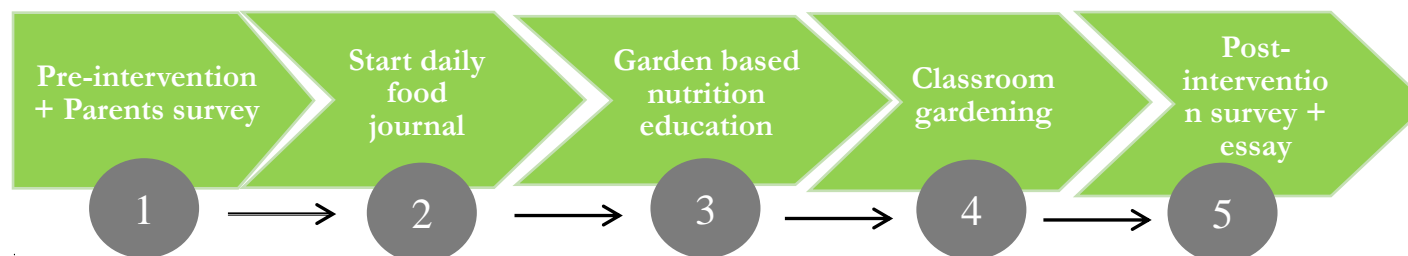 Pre-intervention
+ Parents survey
Start daily
food
journal
Garden based
nutrition
education
Classroom
gardening
Post-
interventio
n survey +
essay
1
2
3
4
5